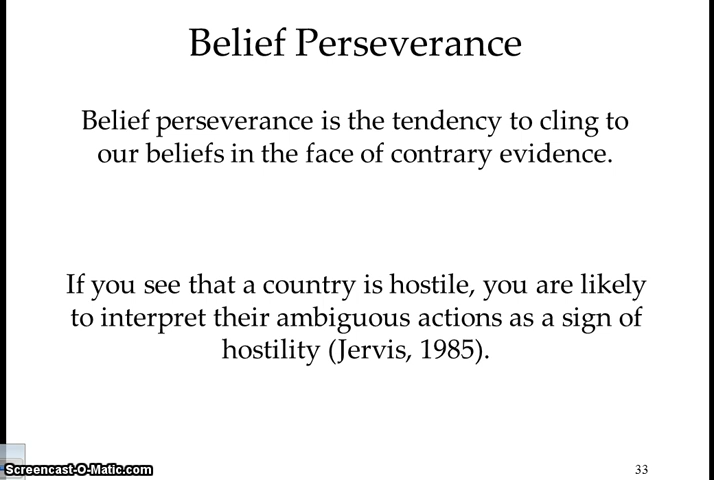 Belief Perseverance
Belief perseverance is the tendency to cling to
our beliefs in the face of contrary evidence.
If you see that a country is hostile, you are likely
to interpret their ambiguous actions as a sign of
hostility (Jervis, 1985).
Screencast-O-Matic.com
33